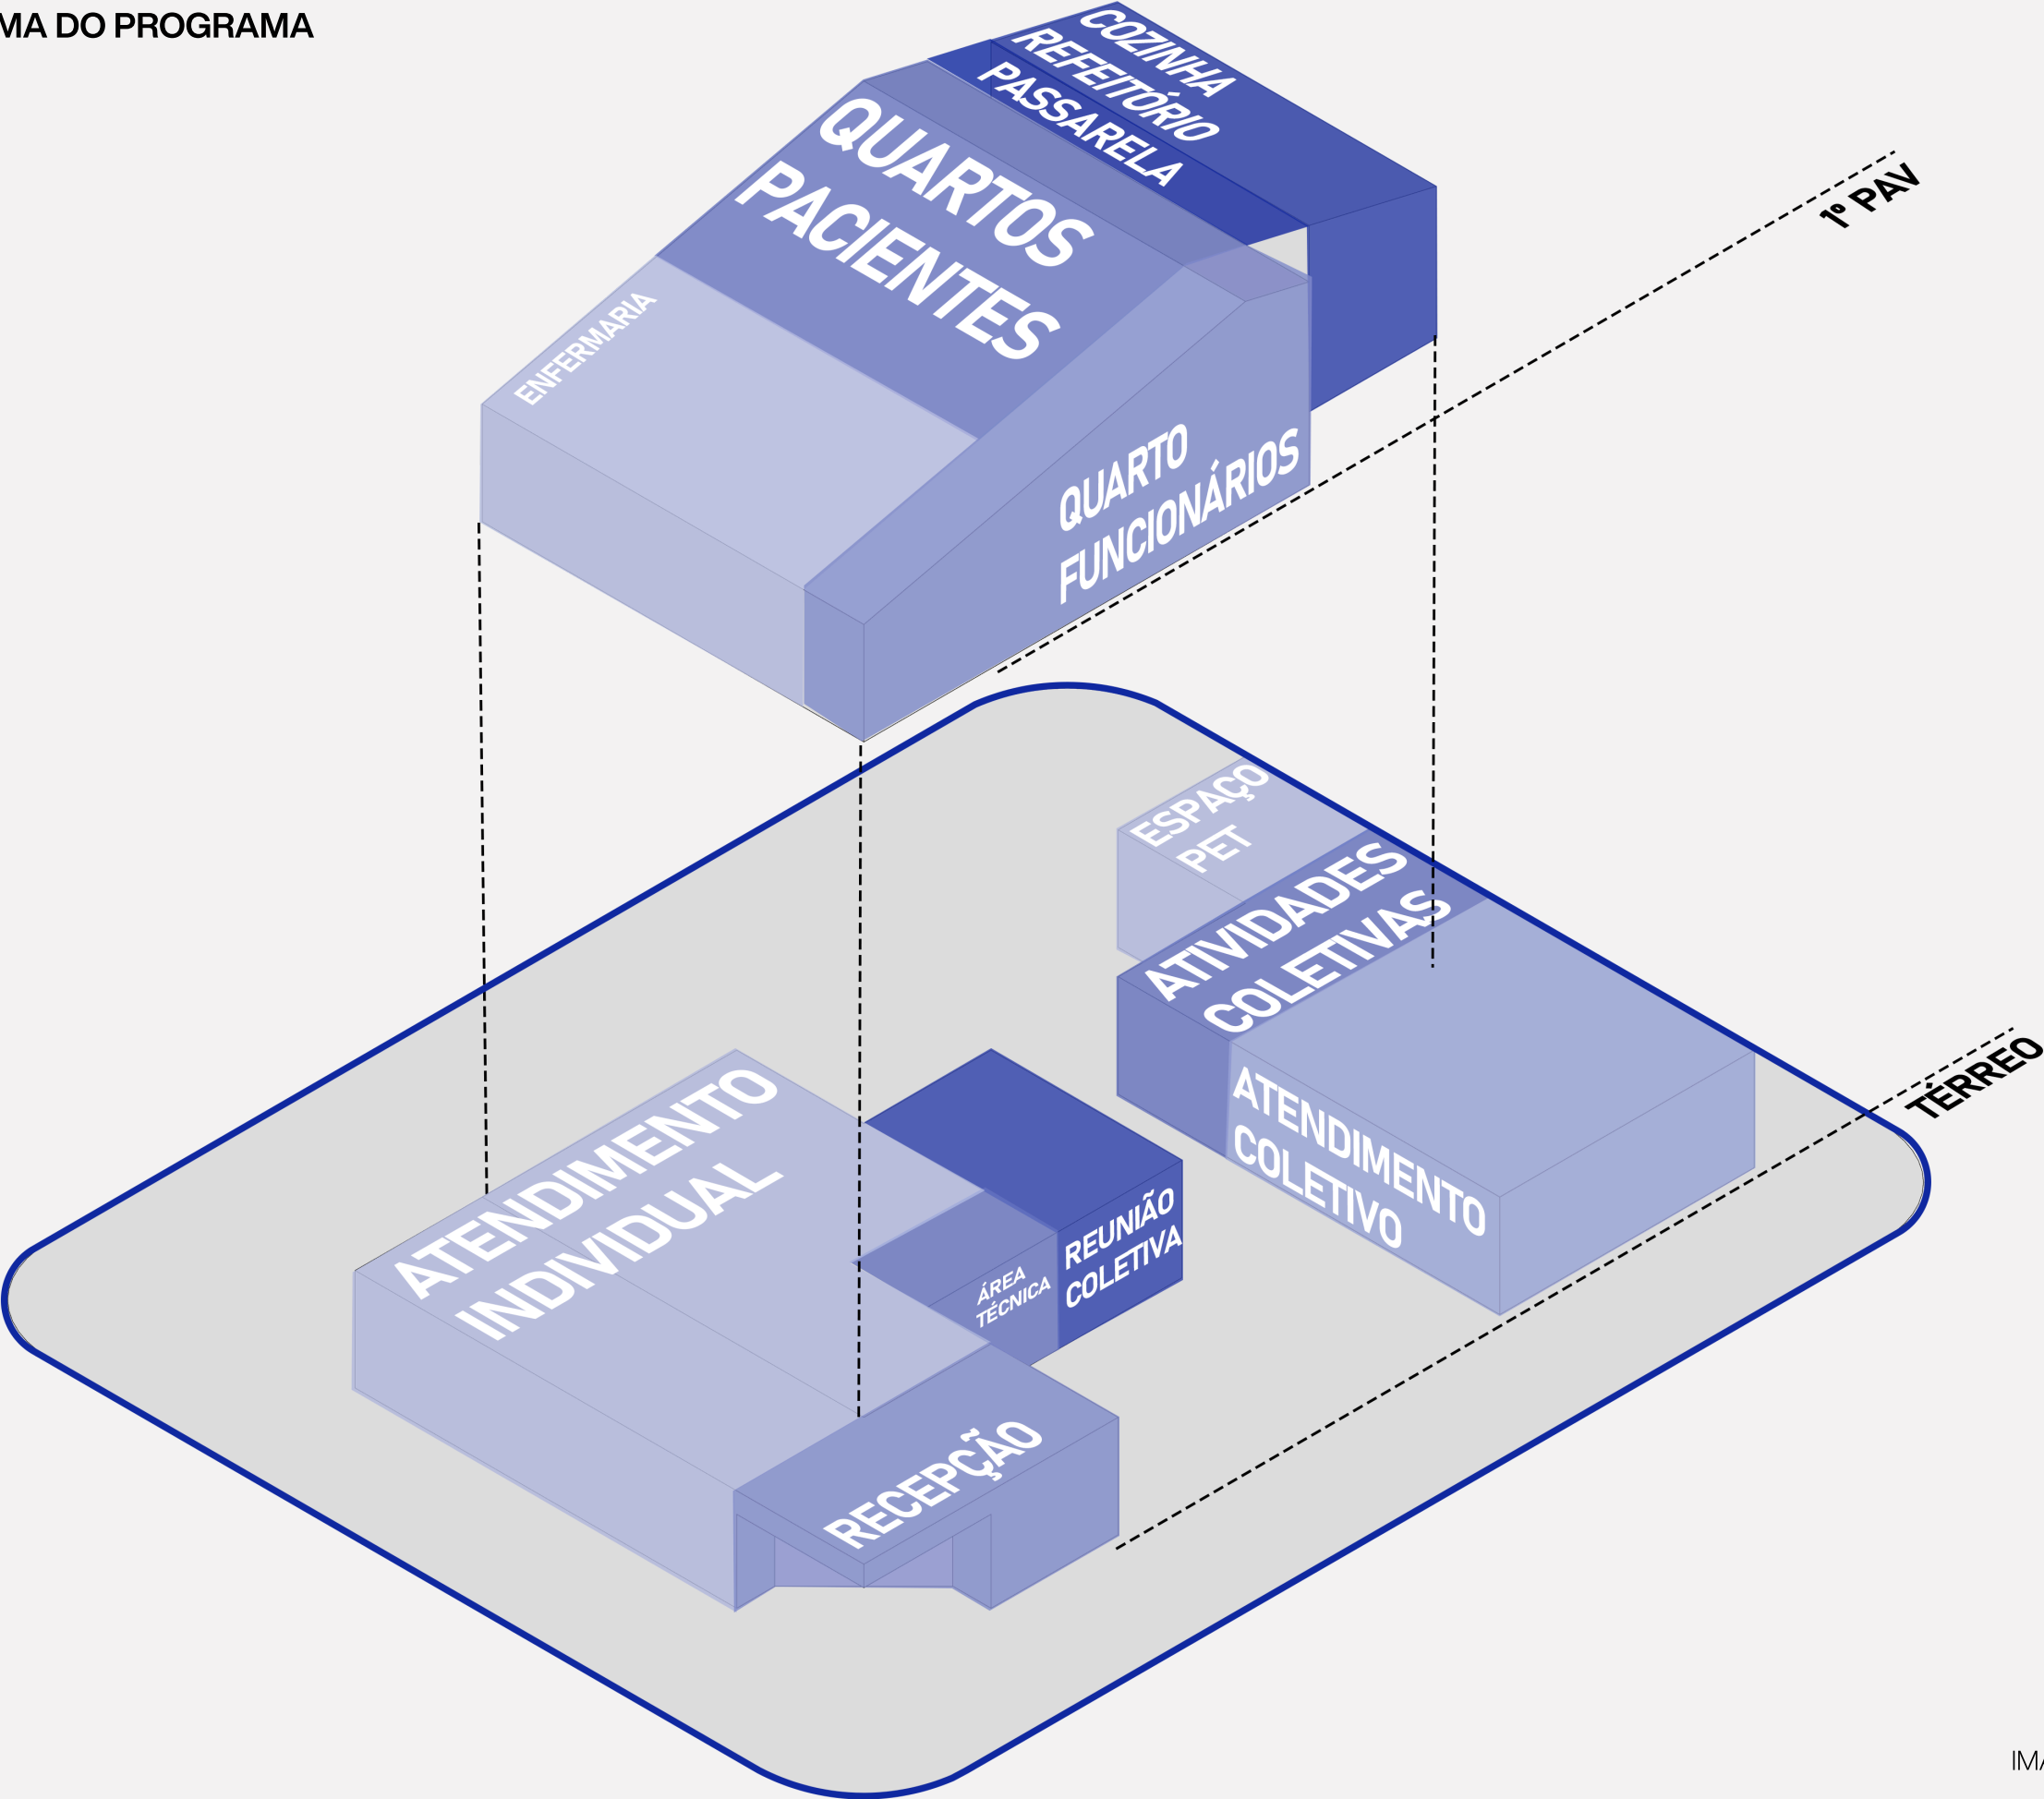 MA DO PROGRAMA
COZINHA
REFEITÓRIO
PASSARELA
QUARTOS
PACIENTES
ENFERMARIA
1º PAV
QUARTO
FUNCIONÁRIOS
ESPAÇO
PET
ATIVIDADES
COLETIVAS
ATENDIMENTO
COLETIVO
TÉRREO
ATENDIMENTO
INDIVIDUAL
REUNIÃO
COLETIVA
ÁREA
TÉCNICA
RECEPÇÃO
IMA